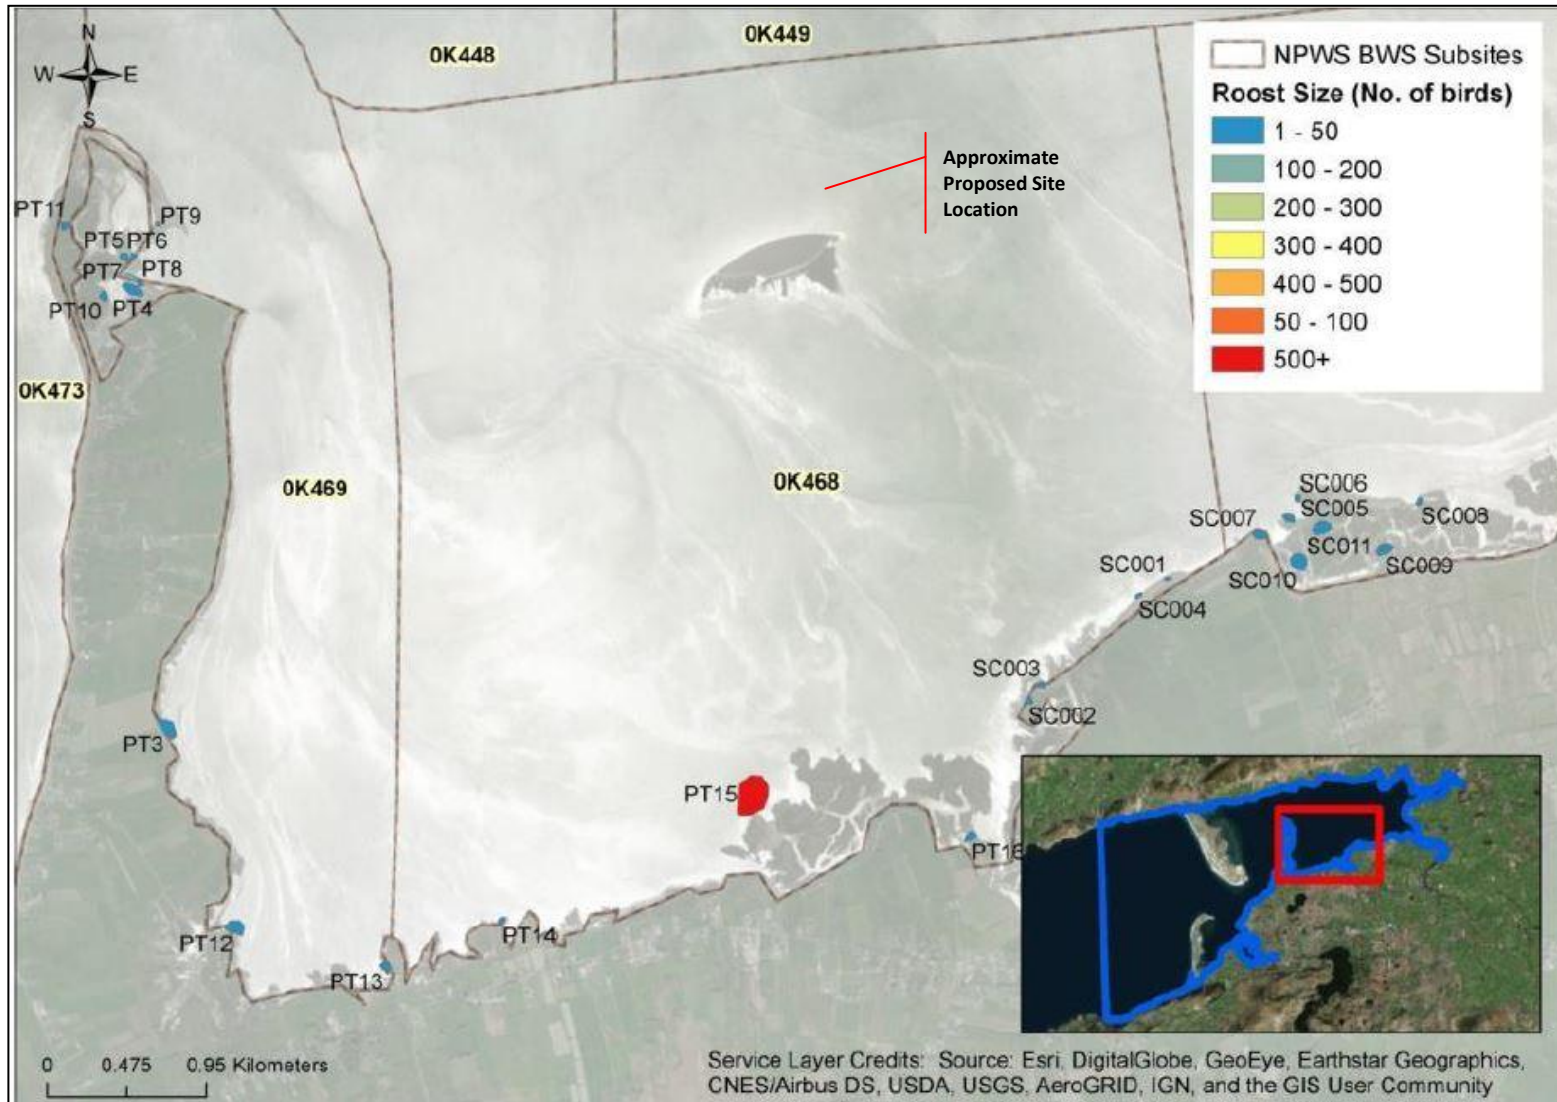 N
W E
S
0K448
0K449
NPWS BWS Subsites
Roost Size (No. of birds)
1 - 50
100 - 200
200 - 300
300 - 400
400 - 500
50 - 100
500+
Approximate
Proposed Site
Location
PT11
PT9
PT5
PT6
PT7
PT8
PT10
PT4
0K473
0K469
0K468
SC006
SC005
SC008
SC007
SC011
SC009
SC010
SC001
SC004
SC003
SC002
PT3
PT15
PT16
PT12
PT14
PT13
0 0.475 0.95 Kilometers
Service Layer Credits: Source: Esri, DigitalGlobe, GeoEye, Earthstar Geographics,
CNES/Airbus DS, USDA, USGS, AeroGRID, IGN, and the GIS User Community